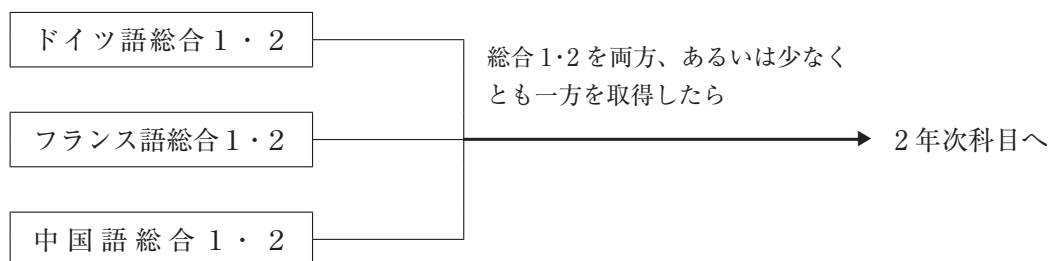 ドイツ語総合1・2
総合1・2を両方、あるいは少なく
とも一方を取得したら
フランス語総合1・2
2年次科目へ
中国語総合1・2